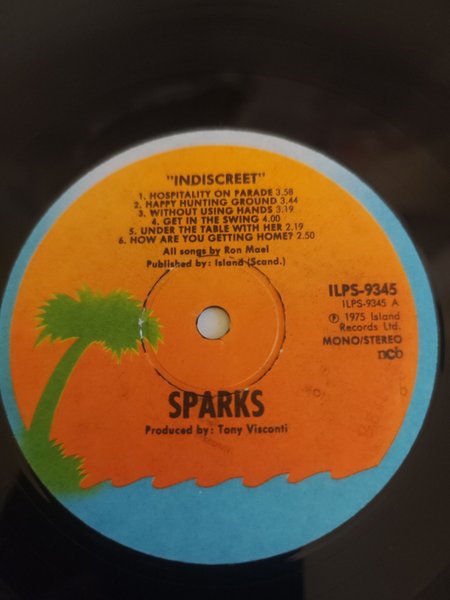 "INDISCREET"
1. HOSPITALITY ON PARADE 3.58
2. HAPPY HUNTING GROUND 3.44
3. WITHOUT USING HANDS 3.19
4. GET IN THE SWING 4.00
5. UNDER THE TABLE WITH HER 2.19
6. HOW ARE YOU GETTING HOME? 2.50
All songs by Ron Mael
Published by: Island (Scand.)
ILPS-9345
ILPS-9345 A
℗ 1975 Island
Records Ltd.
MONO/STEREO
ncb
SPARKS
Produced by: Tony Visconti